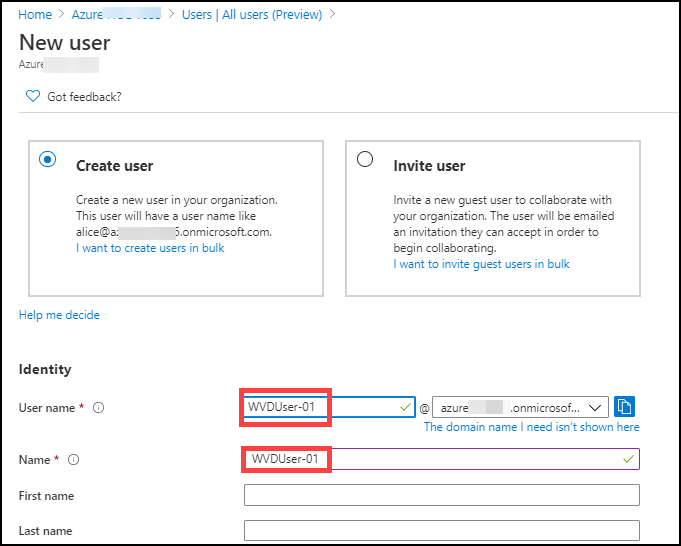 Home > Azure > Users | All users (Preview) >
New user
Azure
Got feedback?
Create user
Create a new user in your organization.
This user will have a user name like
alice@az 5.onmicrosoft.com.
I want to create users in bulk
Invite user
Invite a new guest user to collaborate with
your organization. The user will be emailed
an invitation they can accept in order to
begin collaborating.
I want to invite guest users in bulk
Help me decide
Identity
User name * WVDUser-01 @ azure .onmicrosof...
The domain name I need isn't shown here
Name * WVDUser-01
First name
Last name